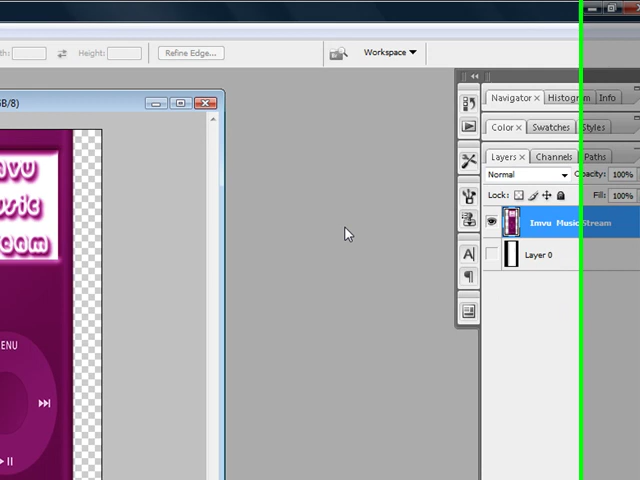 th:
Height:
Refine Edge...
Workspace
GB/8)
Navigator × Histogram Info
Color × Swatches Styles
Layers × Channels Paths
Normal
Opacity: 100%
Lock:
Fill: 100%
Imvu Music Stream
Layer 0
ENU